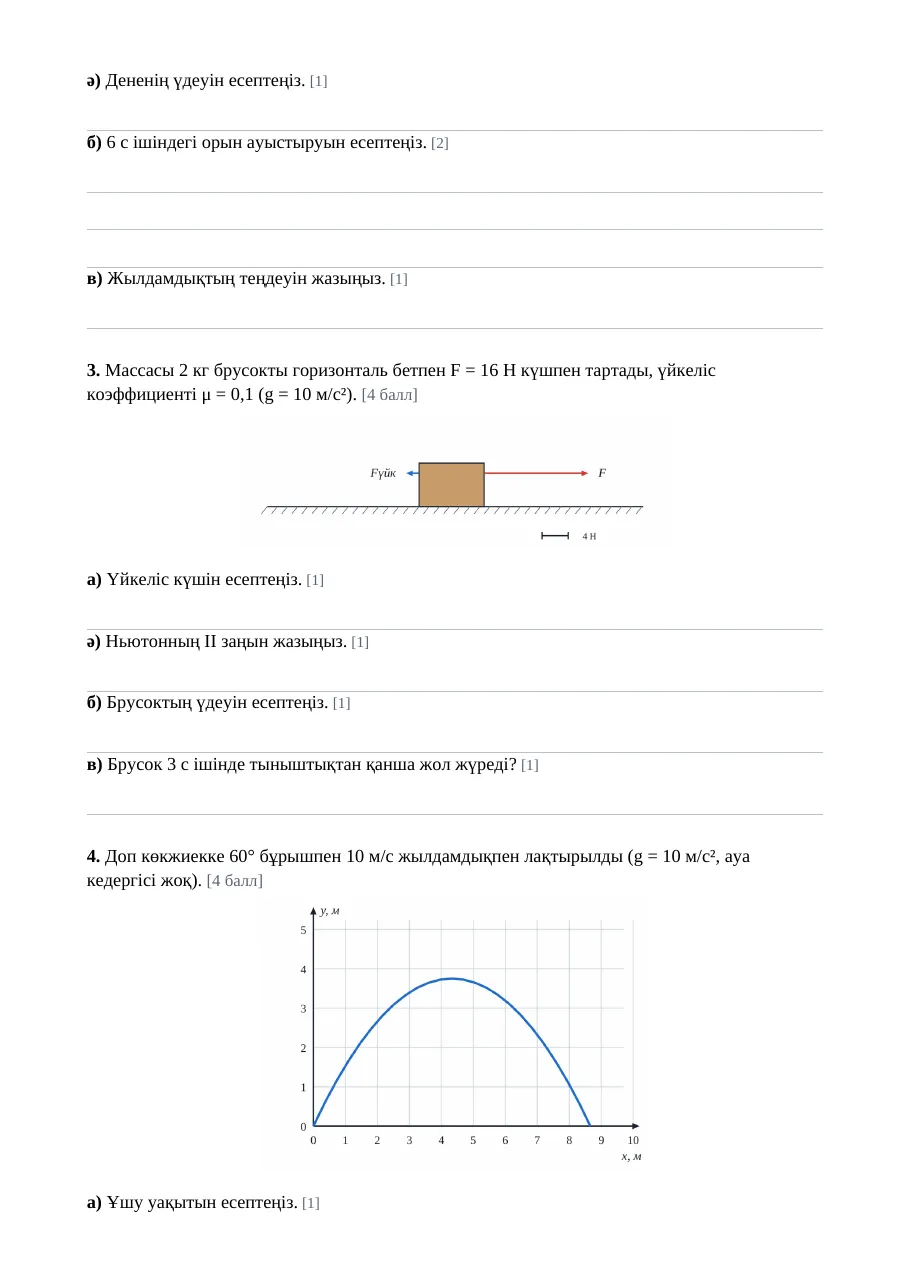 ә) Дененің үдеуін есептеңіз. [1]
б) 6 с ішіндегі орын ауыстыруын есептеңіз. [2]
в) Жылдамдықтың теңдеуін жазыңыз. [1]
3. Массасы 2 кг брусокты горизонталь бетпен F = 16 Н күшпен тартады, үйкеліс
коэффициенті μ = 0,1 (g = 10 м/с²). [4 балл]
Fүйк
F
4 Н
а) Үйкеліс күшін есептеңіз. [1]
ә) Ньютонның II заңын жазыңыз. [1]
б) Брусоктың үдеуін есептеңіз. [1]
в) Брусок 3 с ішінде тыныштықтан қанша жол жүреді? [1]
4. Доп көкжиекке 60° бұрышпен 10 м/с жылдамдықпен лақтырылды (g = 10 м/с², ауа
кедергісі жоқ). [4 балл]
y, м
5
4
3
2
1
0
0 1 2 3 4 5 6 7 8 9 10
x, м
а) Ұшу уақытын есептеңіз. [1]